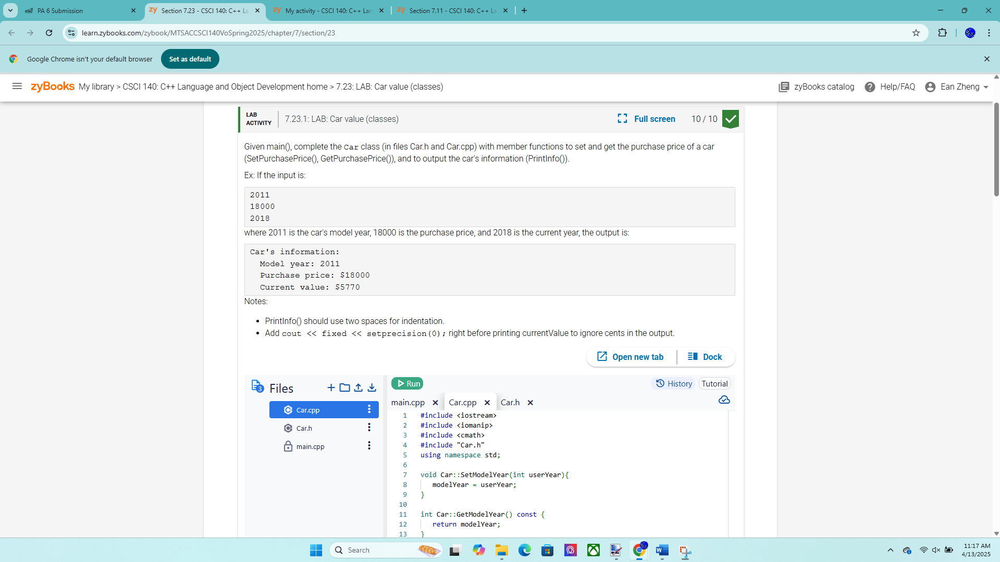 PA 6 Submission
zy Section 7.23 - CSCI 140: C++ La
zy My activity - CSCI 140: C++ Lan
zy Section 7.11 - CSCI 140: C++ La
learn.zybooks.com/zybook/MTSACCSCI140VoSpring2025/chapter/7/section/23
Google Chrome isn't your default browser Set as default
zyBooks My library > CSCI 140: C++ Language and Object Development home > 7.23: LAB: Car value (classes) zyBooks catalog Help/FAQ Ean Zheng
LAB ACTIVITY 7.23.1: LAB: Car value (classes) Full screen 10 / 10
Given main(), complete the Car class (in files Car.h and Car.cpp) with member functions to set and get the purchase price of a car
(SetPurchasePrice(), GetPurchasePrice()), and to output the car's information (PrintInfo()).
Ex: If the input is:
2011
18000
2018
where 2011 is the car's model year, 18000 is the purchase price, and 2018 is the current year, the output is:
Car's information:
  Model year: 2011
  Purchase price: $18000
  Current value: $5770
Notes:
• PrintInfo() should use two spaces for indentation.
• Add cout << fixed << setprecision(0); right before printing currentValue to ignore cents in the output.
Open new tab Dock
3 Files
Car.cpp
Car.h
main.cpp
Run History Tutorial
main.cpp Car.cpp Car.h
1 #include <iostream>
2 #include <iomanip>
3 #include <cmath>
4 #include "Car.h"
5 using namespace std;
6
7 void Car::SetModelYear(int userYear){
8    modelYear = userYear;
9 }
10
11 int Car::GetModelYear() const {
12    return modelYear;
13 }
Search
11:17 AM
4/13/2025